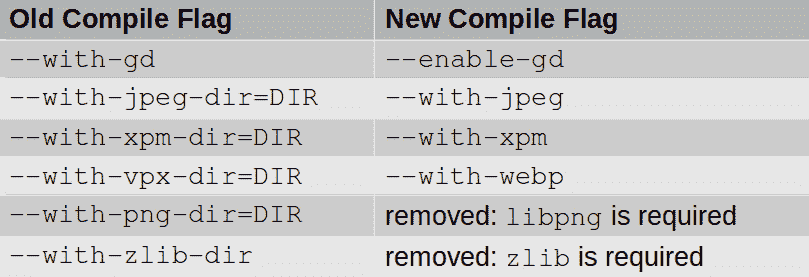 Old Compile Flag New Compile Flag
--with-gd --enable-gd
--with-jpeg-dir=DIR --with-jpeg
--with-xpm-dir=DIR --with-xpm
--with-vpx-dir=DIR --with-webp
--with-png-dir=DIR removed: libpng is required
--with-zlib-dir removed: zlib is required